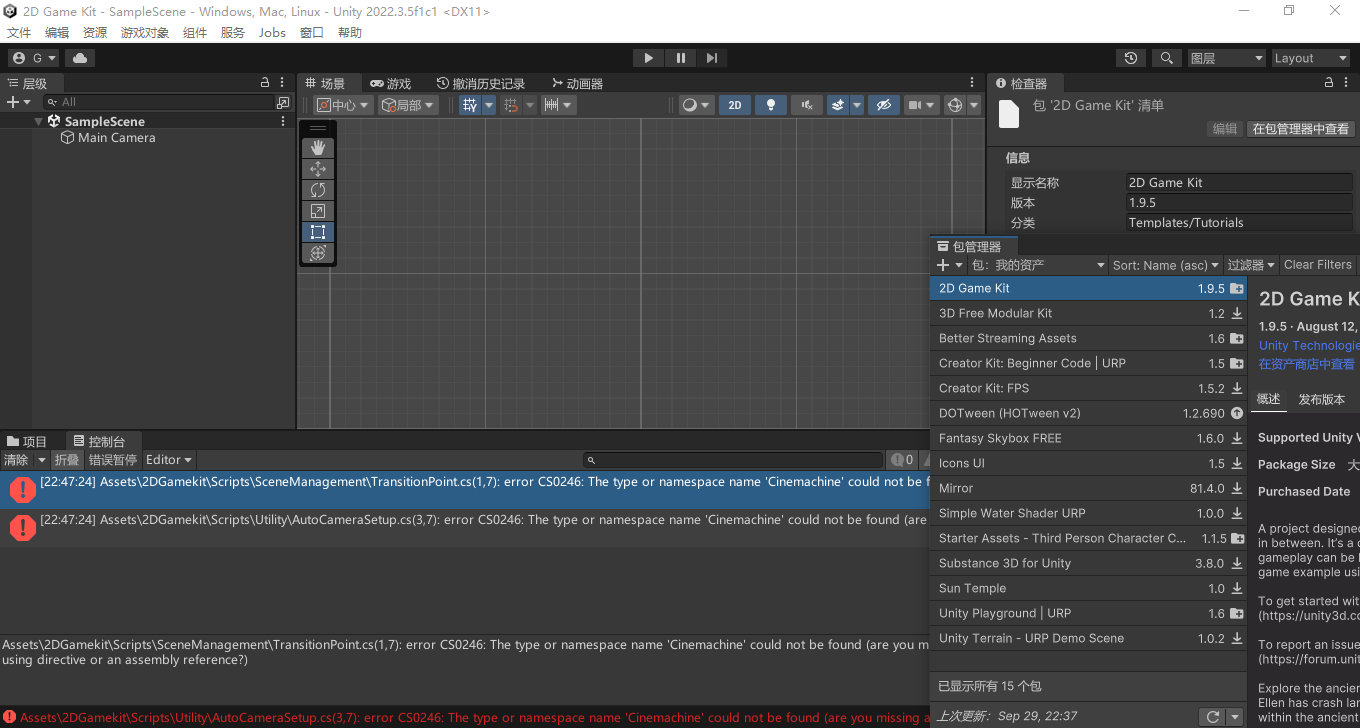 2D Game Kit - SampleScene - Windows, Mac, Linux - Unity 2022.3.5f1c1 <DX11>
文件 编辑 资源 游戏对象 组件 服务 Jobs 窗口 帮助
G 图层 Layout
层级
All
SampleScene
Main Camera
场景 游戏 撤消历史记录 动画器
中心 局部 2D
检查器
包 '2D Game Kit' 清单
编辑 在包管理器中查看
信息
显示名称 2D Game Kit
版本 1.9.5
分类 Templates/Tutorials
包管理器
包：我的资产 Sort: Name (asc) 过滤器 Clear Filters
2D Game Kit 1.9.5
3D Free Modular Kit 1.2
Better Streaming Assets 1.6
Creator Kit: Beginner Code | URP 1.5
Creator Kit: FPS 1.5.2
DOTween (HOTween v2) 1.2.690
Fantasy Skybox FREE 1.6.0
Icons UI 1.5
Mirror 81.4.0
Simple Water Shader URP 1.0.0
Starter Assets - Third Person Character C... 1.1.5
Substance 3D for Unity 3.8.0
Sun Temple 1.0
Unity Playground | URP 1.6
Unity Terrain - URP Demo Scene 1.0.2
已显示所有 15 个包
上次更新：Sep 29, 22:37
2D Game K
1.9.5 · August 12,
Unity Technologie
在资产商店中查看
概述 发布版本
Supported Unity V
Package Size 大
Purchased Date
A project designed
in between. It's a c
gameplay can be
game example usi
To get started wit
(https://unity3d.co
To report an issue
(https://forum.unit
Explore the ancien
Ellen has crash lan
within the ancient
项目 控制台
清除 折叠 错误暂停 Editor 0
[22:47:24] Assets\2DGamekit\Scripts\SceneManagement\TransitionPoint.cs(1,7): error CS0246: The type or namespace name 'Cinemachine' could not be f
[22:47:24] Assets\2DGamekit\Scripts\Utility\AutoCameraSetup.cs(3,7): error CS0246: The type or namespace name 'Cinemachine' could not be found (are
Assets\2DGamekit\Scripts\SceneManagement\TransitionPoint.cs(1,7): error CS0246: The type or namespace name 'Cinemachine' could not be found (are you m
using directive or an assembly reference?)
Assets\2DGamekit\Scripts\Utility\AutoCameraSetup.cs(3,7): error CS0246: The type or namespace name 'Cinemachine' could not be found (are you missing a